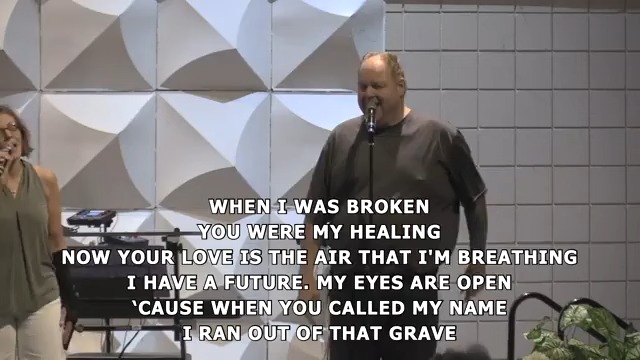 WHEN I WAS BROKEN
YOU WERE MY HEALING
NOW YOUR LOVE IS THE AIR THAT I'M BREATHING
I HAVE A FUTURE. MY EYES ARE OPEN
‘CAUSE WHEN YOU CALLED MY NAME
I RAN OUT OF THAT GRAVE